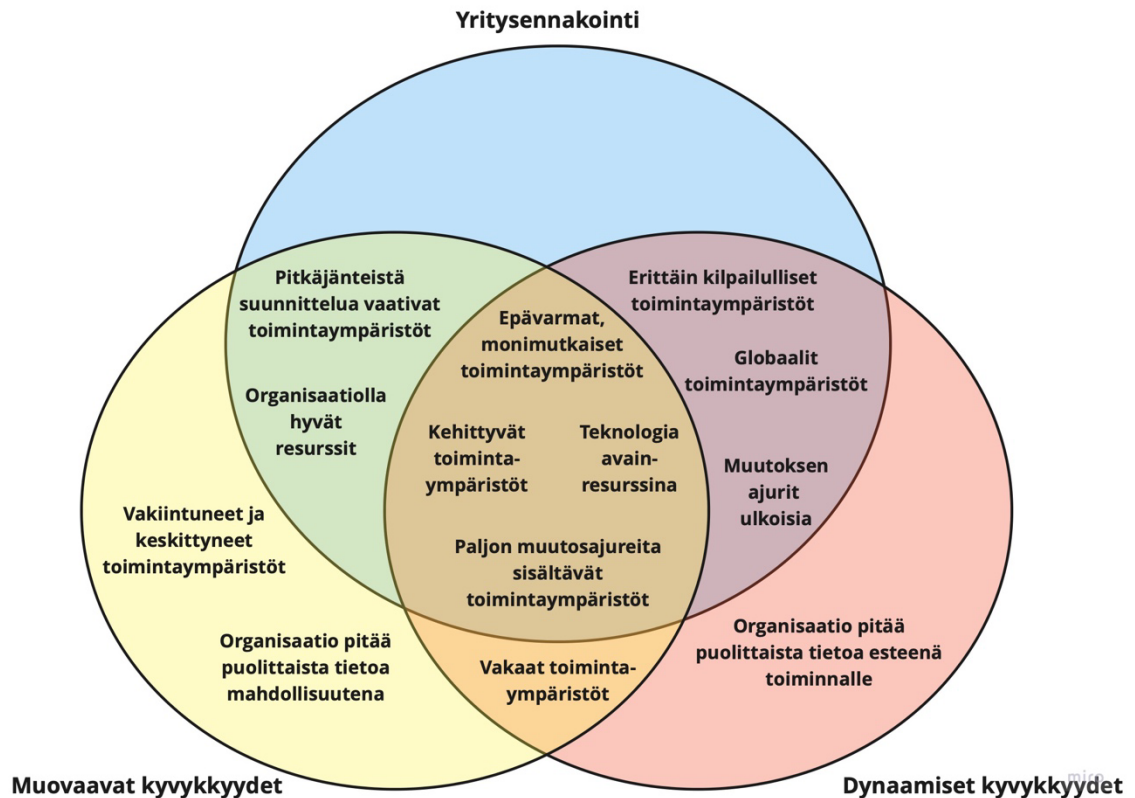 Yritysennakointi
Pitkäjänteistä
suunnittelua vaativat
toimintaympäristöt
Organisaatiolla
hyvät
resurssit
Epävarmat,
monimutkaiset
toimintaympäristöt
Erittäin kilpailulliset
toimintaympäristöt
Globaalit
toimintaympäristöt
Kehittyvät
toiminta-
ympäristöt
Teknologia
avain-
resurssina
Muutoksen
ajurit
ulkoisia
Vakiintuneet ja
keskittyneet
toimintaympäristöt
Paljon muutosajureita
sisältävät
toimintaympäristöt
Organisaatio pitää
puolittaista tietoa
mahdollisuutena
Vakaat toiminta-
ympäristöt
Organisaatio pitää
puolittaista tietoa esteenä
toiminnalle
Muovaavat kyvykkyydet
Dynaamiset kyvykkyydet
miro